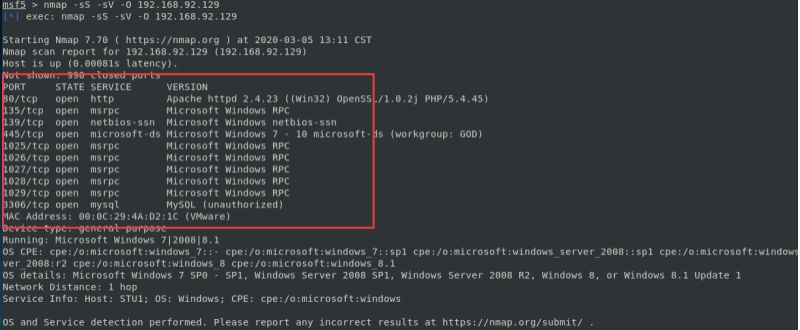 msf5 > nmap -sS -sV -O 192.168.92.129
[*] exec: nmap -sS -sV -O 192.168.92.129
Starting Nmap 7.70 ( https://nmap.org ) at 2020-03-05 13:11 CST
Nmap scan report for 192.168.92.129 (192.168.92.129)
Host is up (0.00081s latency).
Not shown: 990 closed ports
PORT STATE SERVICE VERSION
80/tcp open http Apache httpd 2.4.23 ((Win32) OpenSSL/1.0.2j PHP/5.4.45)
135/tcp open msrpc Microsoft Windows RPC
139/tcp open netbios-ssn Microsoft Windows netbios-ssn
445/tcp open microsoft-ds Microsoft Windows 7 - 10 microsoft-ds (workgroup: GOD)
1025/tcp open msrpc Microsoft Windows RPC
1026/tcp open msrpc Microsoft Windows RPC
1027/tcp open msrpc Microsoft Windows RPC
1028/tcp open msrpc Microsoft Windows RPC
1029/tcp open msrpc Microsoft Windows RPC
3306/tcp open mysql MySQL (unauthorized)
MAC Address: 00:0C:29:4A:D2:1C (VMware)
Device type: general purpose
Running: Microsoft Windows 7|2008|8.1
OS CPE: cpe:/o:microsoft:windows_7::- cpe:/o:microsoft:windows_7::sp1 cpe:/o:microsoft:windows_server_2008::sp1 cpe:/o:microsoft:windows_ser
ver_2008:r2 cpe:/o:microsoft:windows_8 cpe:/o:microsoft:windows_8.1
OS details: Microsoft Windows 7 SP0 - SP1, Windows Server 2008 SP1, Windows Server 2008 R2, Windows 8, or Windows 8.1 Update 1
Network Distance: 1 hop
Service Info: Host: STU1; OS: Windows; CPE: cpe:/o:microsoft:windows
OS and Service detection performed. Please report any incorrect results at https://nmap.org/submit/ .